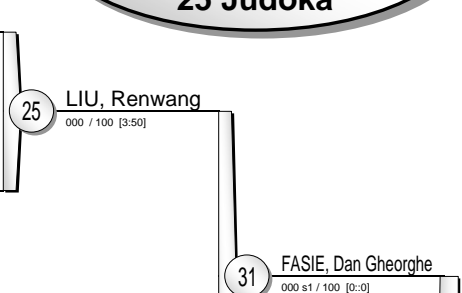 25 Judoka
25
LIU, Renwang
000 / 100 [3:50]
31
FASIE, Dan Gheorghe
000 s1 / 100 [0::0]